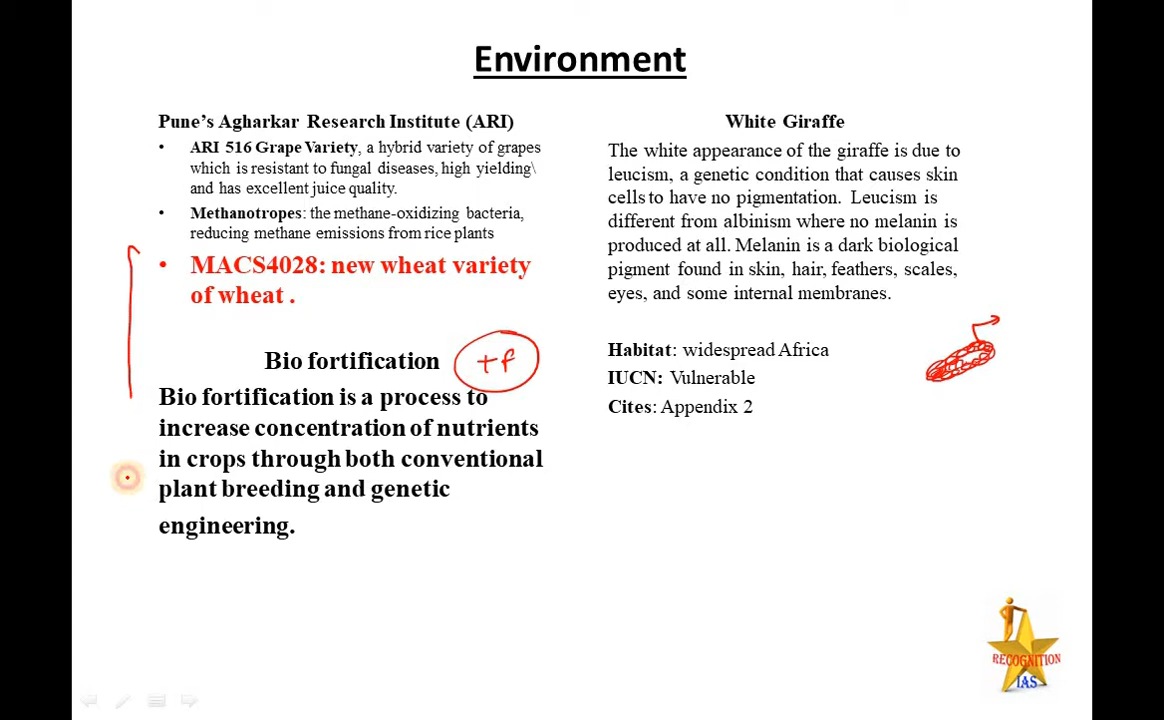 Environment
Pune’s Agharkar Research Institute (ARI)
• ARI 516 Grape Variety, a hybrid variety of grapes
which is resistant to fungal diseases, high yielding\
and has excellent juice quality.
• Methanotropes: the methane-oxidizing bacteria,
reducing methane emissions from rice plants
• MACS4028: new wheat variety
of wheat .
Bio fortification +f
Bio fortification is a process to
increase concentration of nutrients
in crops through both conventional
plant breeding and genetic
engineering.
White Giraffe
The white appearance of the giraffe is due to
leucism, a genetic condition that causes skin
cells to have no pigmentation. Leucism is
different from albinism where no melanin is
produced at all. Melanin is a dark biological
pigment found in skin, hair, feathers, scales,
eyes, and some internal membranes.
Habitat: widespread Africa
IUCN: Vulnerable
Cites: Appendix 2
RECOGNITION
IAS